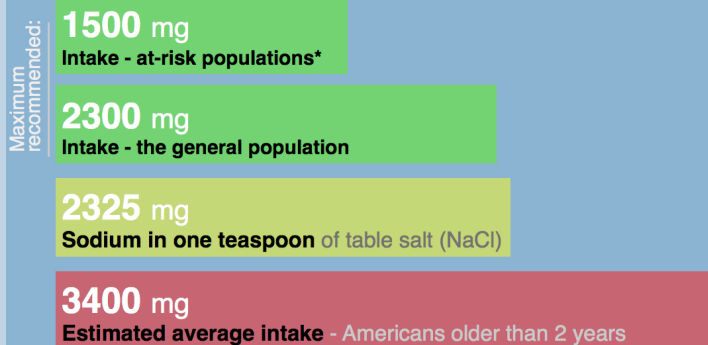 Maximum
recommended:
1500 mg
Intake - at-risk populations*
2300 mg
Intake - the general population
2325 mg
Sodium in one teaspoon of table salt (NaCl)
3400 mg
Estimated average intake - Americans older than 2 years